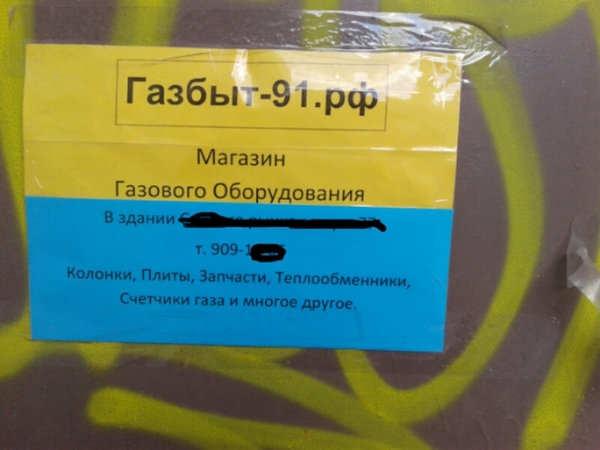 Газбыт-91.рф
Магазин
Газового Оборудования
В здании
т. 909-1
Колонки, Плиты, Запчасти, Теплообменники,
Счетчики газа и многое другое.